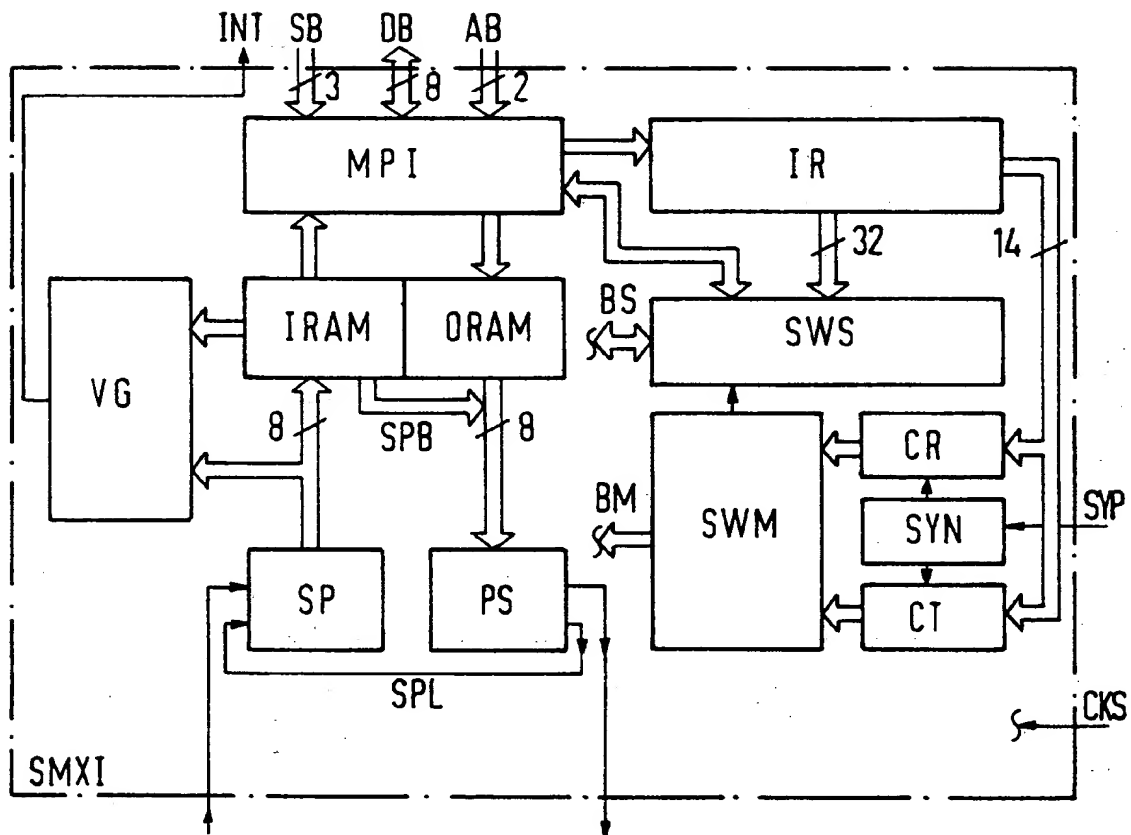 INT SB DB AB
3 8 2
MPI IR
32 14
IRAM ORAM BS SWS
VG
8 SPB 8
CR
BM SWM SYN SYP
SP PS CT
SPL
CKS
SMXI